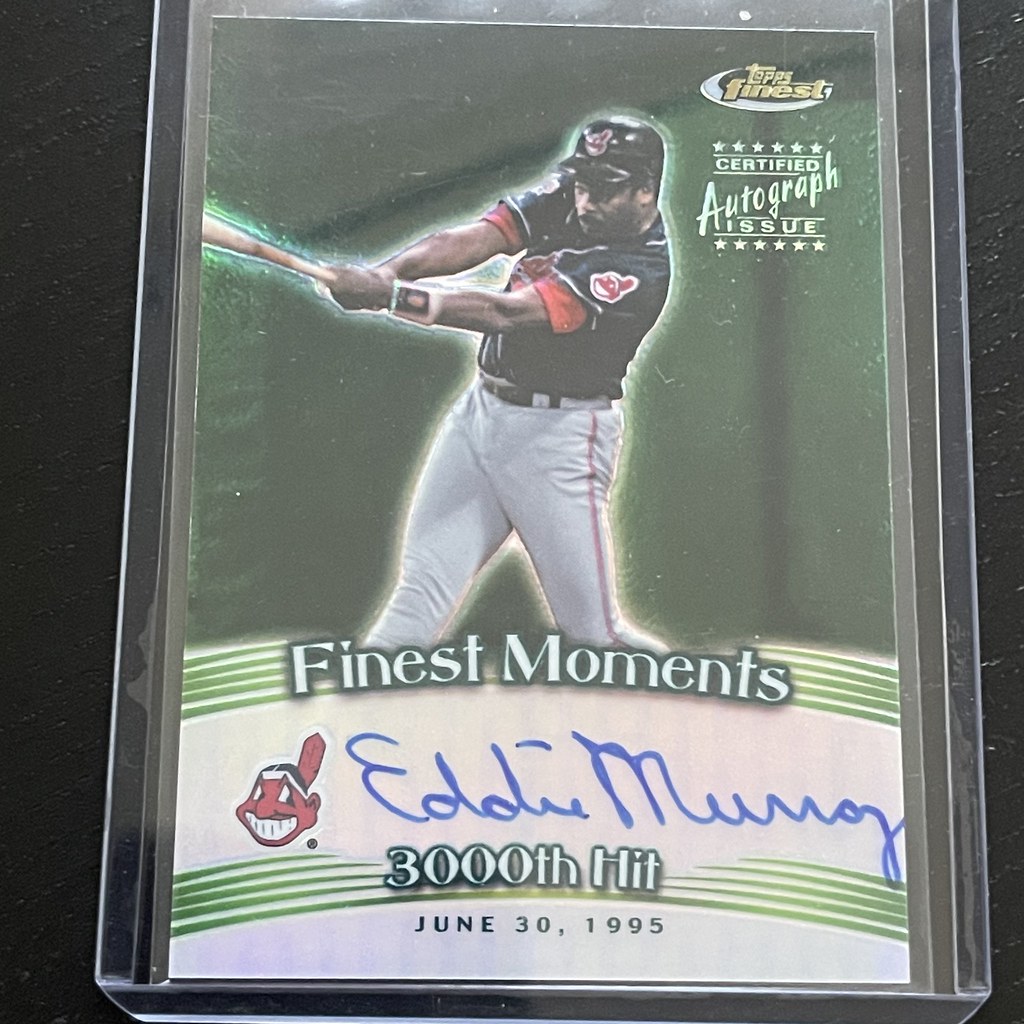 Topps
finest
CERTIFIED
Autograph
ISSUE
Finest Moments
Eddie Murray
3000th Hit
JUNE 30, 1995